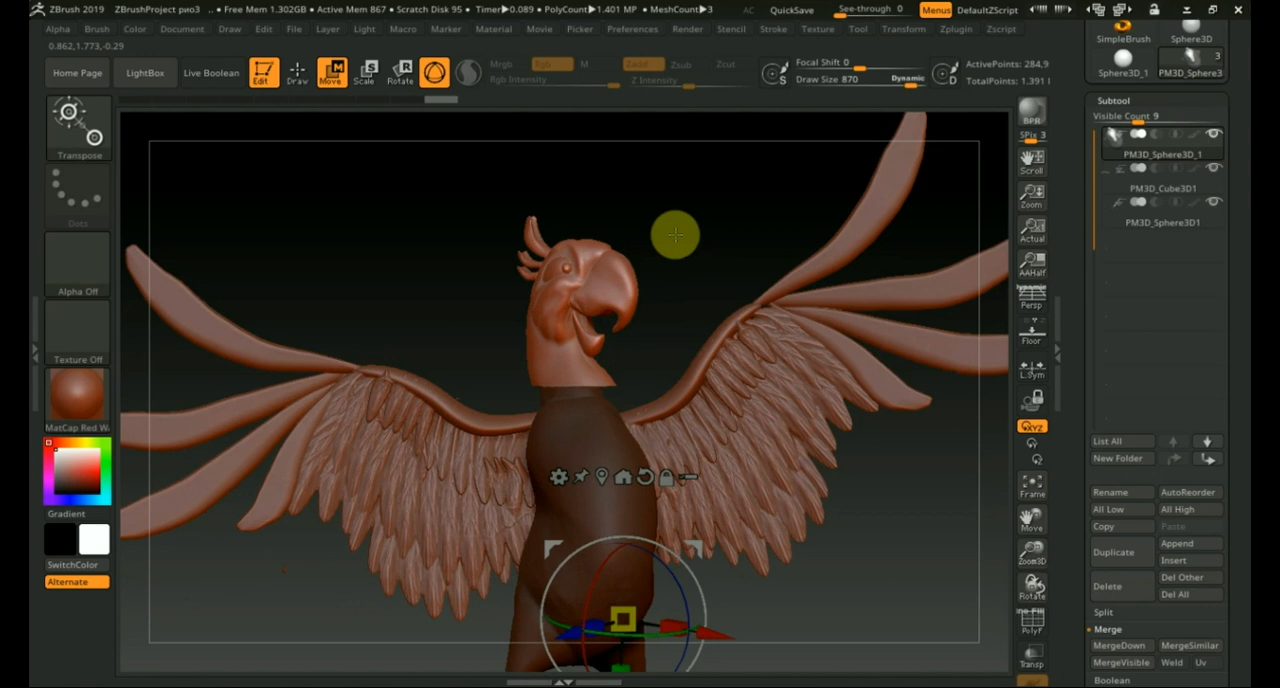 ZBrush 2019 ZBrushProject рио3 .. • Free Mem 1.302GB • Active Mem 867 • Scratch Disk 95 • Timer▶0.089 • PolyCount▶1.401 MP • MeshCount▶3 AC QuickSave See-through 0 Menus DefaultZScript
Alpha Brush Color Document Draw Edit File Layer Light Macro Marker Material Movie Picker Preferences Render Stencil Stroke Texture Tool Transform Zplugin Zscript
0.862,1.773,-0.29
Home Page LightBox Live Boolean Edit Draw Move Scale Rotate
Mrgb Rgb M Zadd Zsub Zcut
Rgb Intensity Z Intensity
Focal Shift 0
Draw Size 870 Dynamic
ActivePoints: 284,9
TotalPoints: 1.391
SimpleBrush Sphere3D
Sphere3D_1 PM3D_Sphere3
3
Transpose
Dots
Alpha Off
Texture Off
MatCap Red W
Gradient
SwitchColor
Alternate
BPR
SPix 3
Scroll
Zoom
Actual
AAHalf
Dynamic
Persp
Floor
L.Sym
XYZ
Frame
Move
Zoom3D
Rotate
PolyF
Transp
Subtool
Visible Count 9
PM3D_Sphere3D_1
PM3D_Cube3D1
PM3D_Sphere3D1
List All
New Folder
Rename AutoReorder
All Low All High
Copy Paste
Duplicate Append
Insert
Delete Del Other
Del All
Split
Merge
MergeDown MergeSimilar
MergeVisible Weld Uv
Boolean